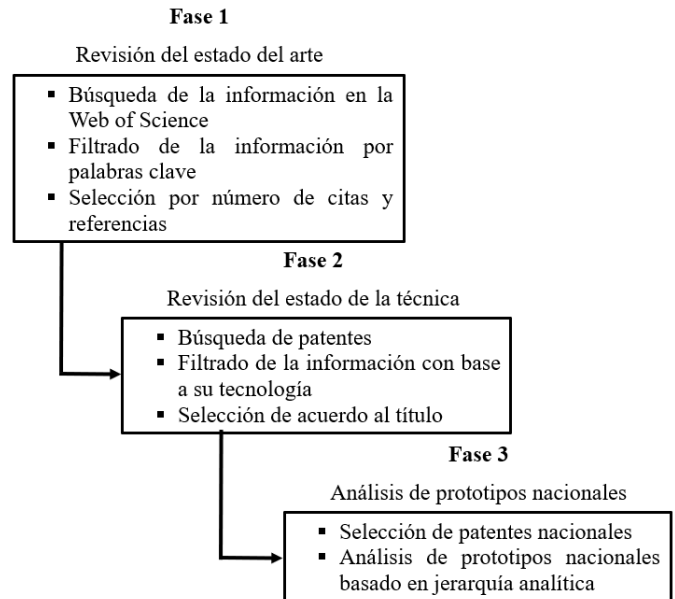 Fase 1
Revisión del estado del arte
▪ Búsqueda de la información en la
Web of Science
▪ Filtrado de la información por
palabras clave
▪ Selección por número de citas y
referencias
Fase 2
Revisión del estado de la técnica
▪ Búsqueda de patentes
▪ Filtrado de la información con base
a su tecnología
▪ Selección de acuerdo al título
Fase 3
Análisis de prototipos nacionales
▪ Selección de patentes nacionales
▪ Análisis de prototipos nacionales
basado en jerarquía analítica